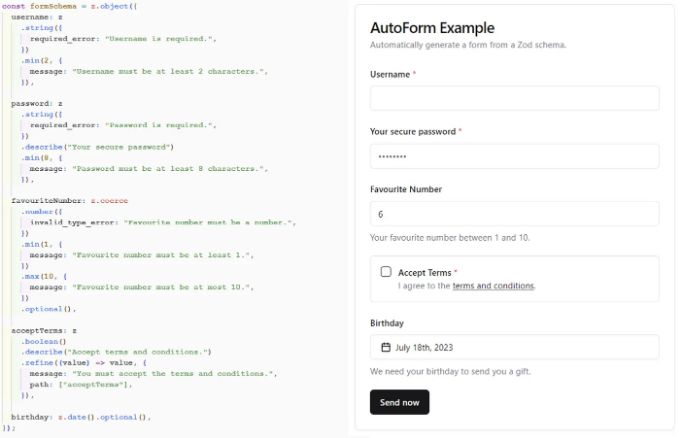 const formSchema = z.object({
username: z
.string({
required_error: "Username is required.",
})
.min(2, {
message: "Username must be at least 2 characters.",
}),
password: z
.string({
required_error: "Password is required.",
})
.describe("Your secure password")
.min(8, {
message: "Password must be at least 8 characters.",
}),
favouriteNumber: z.coerce
.number({
invalid_type_error: "Favourite number must be a number.",
})
.min(1, {
message: "Favourite number must be at least 1.",
})
.max(10, {
message: "Favourite number must be at most 10.",
})
.optional(),
acceptTerms: z
.boolean()
.describe("Accept terms and conditions.")
.refine((value) => value, {
message: "You must accept the terms and conditions.",
path: ["acceptTerms"],
}),
birthday: z.date().optional(),
});
AutoForm Example
Automatically generate a form from a Zod schema.
Username *
Your secure password *
••••••••
Favourite Number
6
Your favourite number between 1 and 10.
Accept Terms *
I agree to the terms and conditions.
Birthday
July 18th, 2023
We need your birthday to send you a gift.
Send now